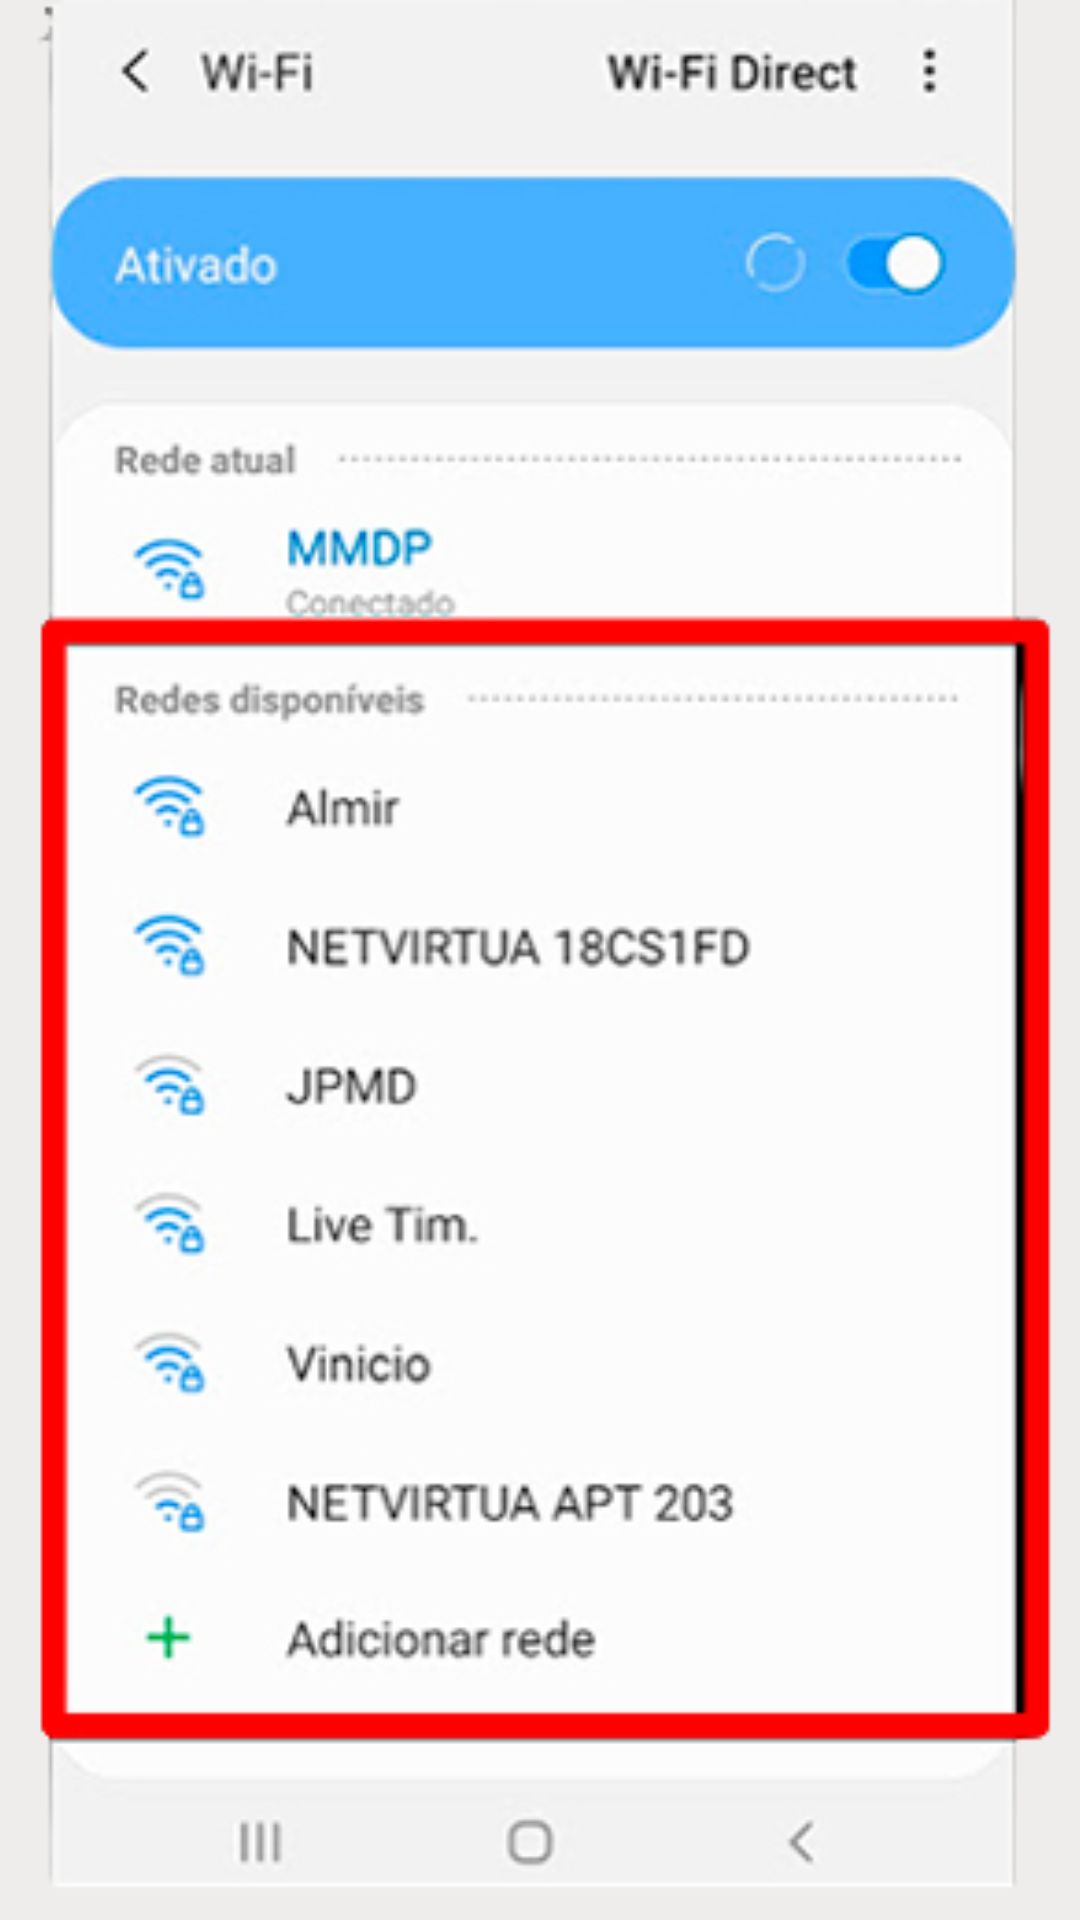 Wi-Fi Wi-Fi Direct
Ativado
Rede atual
MMDP
Conectado
Redes disponíveis
Almir
NETVIRTUA 18CS1FD
JPMD
Live Tim.
Vinicio
NETVIRTUA APT 203
Adicionar rede